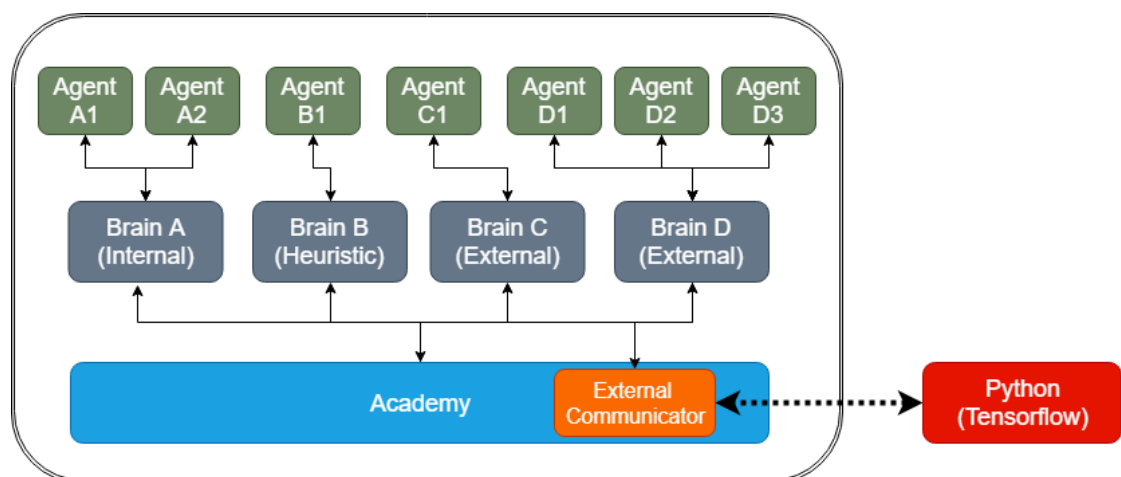 Agent
A1
Agent
A2
Agent
B1
Agent
C1
Agent
D1
Agent
D2
Agent
D3
Brain A
(Internal)
Brain B
(Heuristic)
Brain C
(External)
Brain D
(External)
Academy
External
Communicator
Python
(Tensorflow)